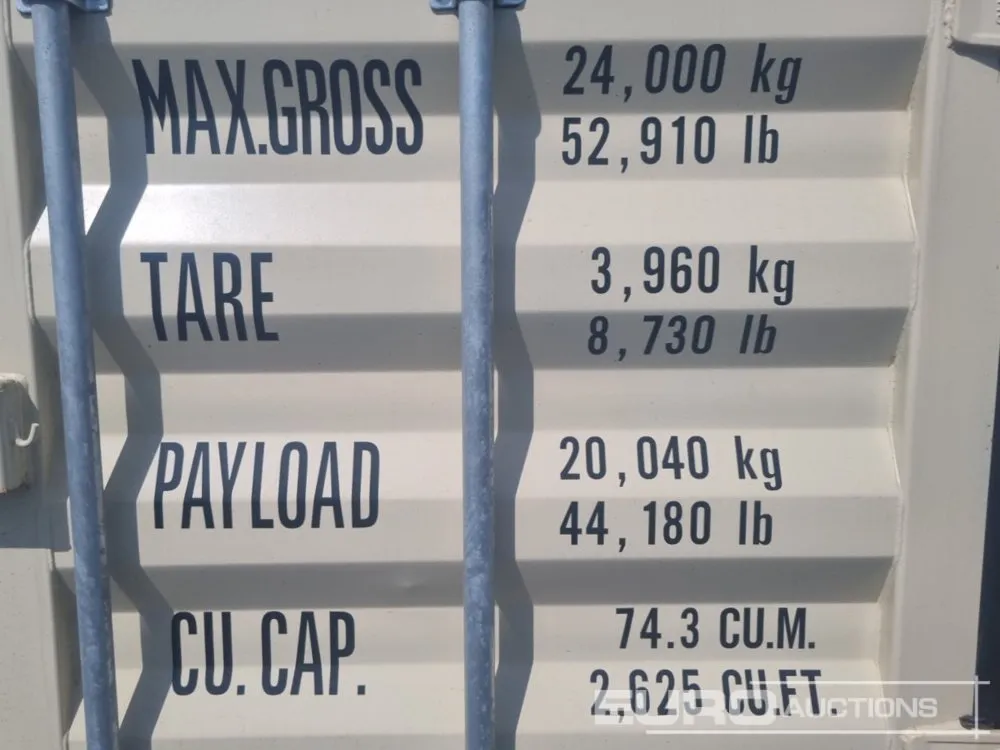 MAX.GROSS 24,000 kg
52,910 lb
TARE 3,960 kg
8,730 lb
PAYLOAD 20,040 kg
44,180 lb
CU.CAP. 74.3 CU.M.
2,625 CU.FT.
EURO AUCTIONS